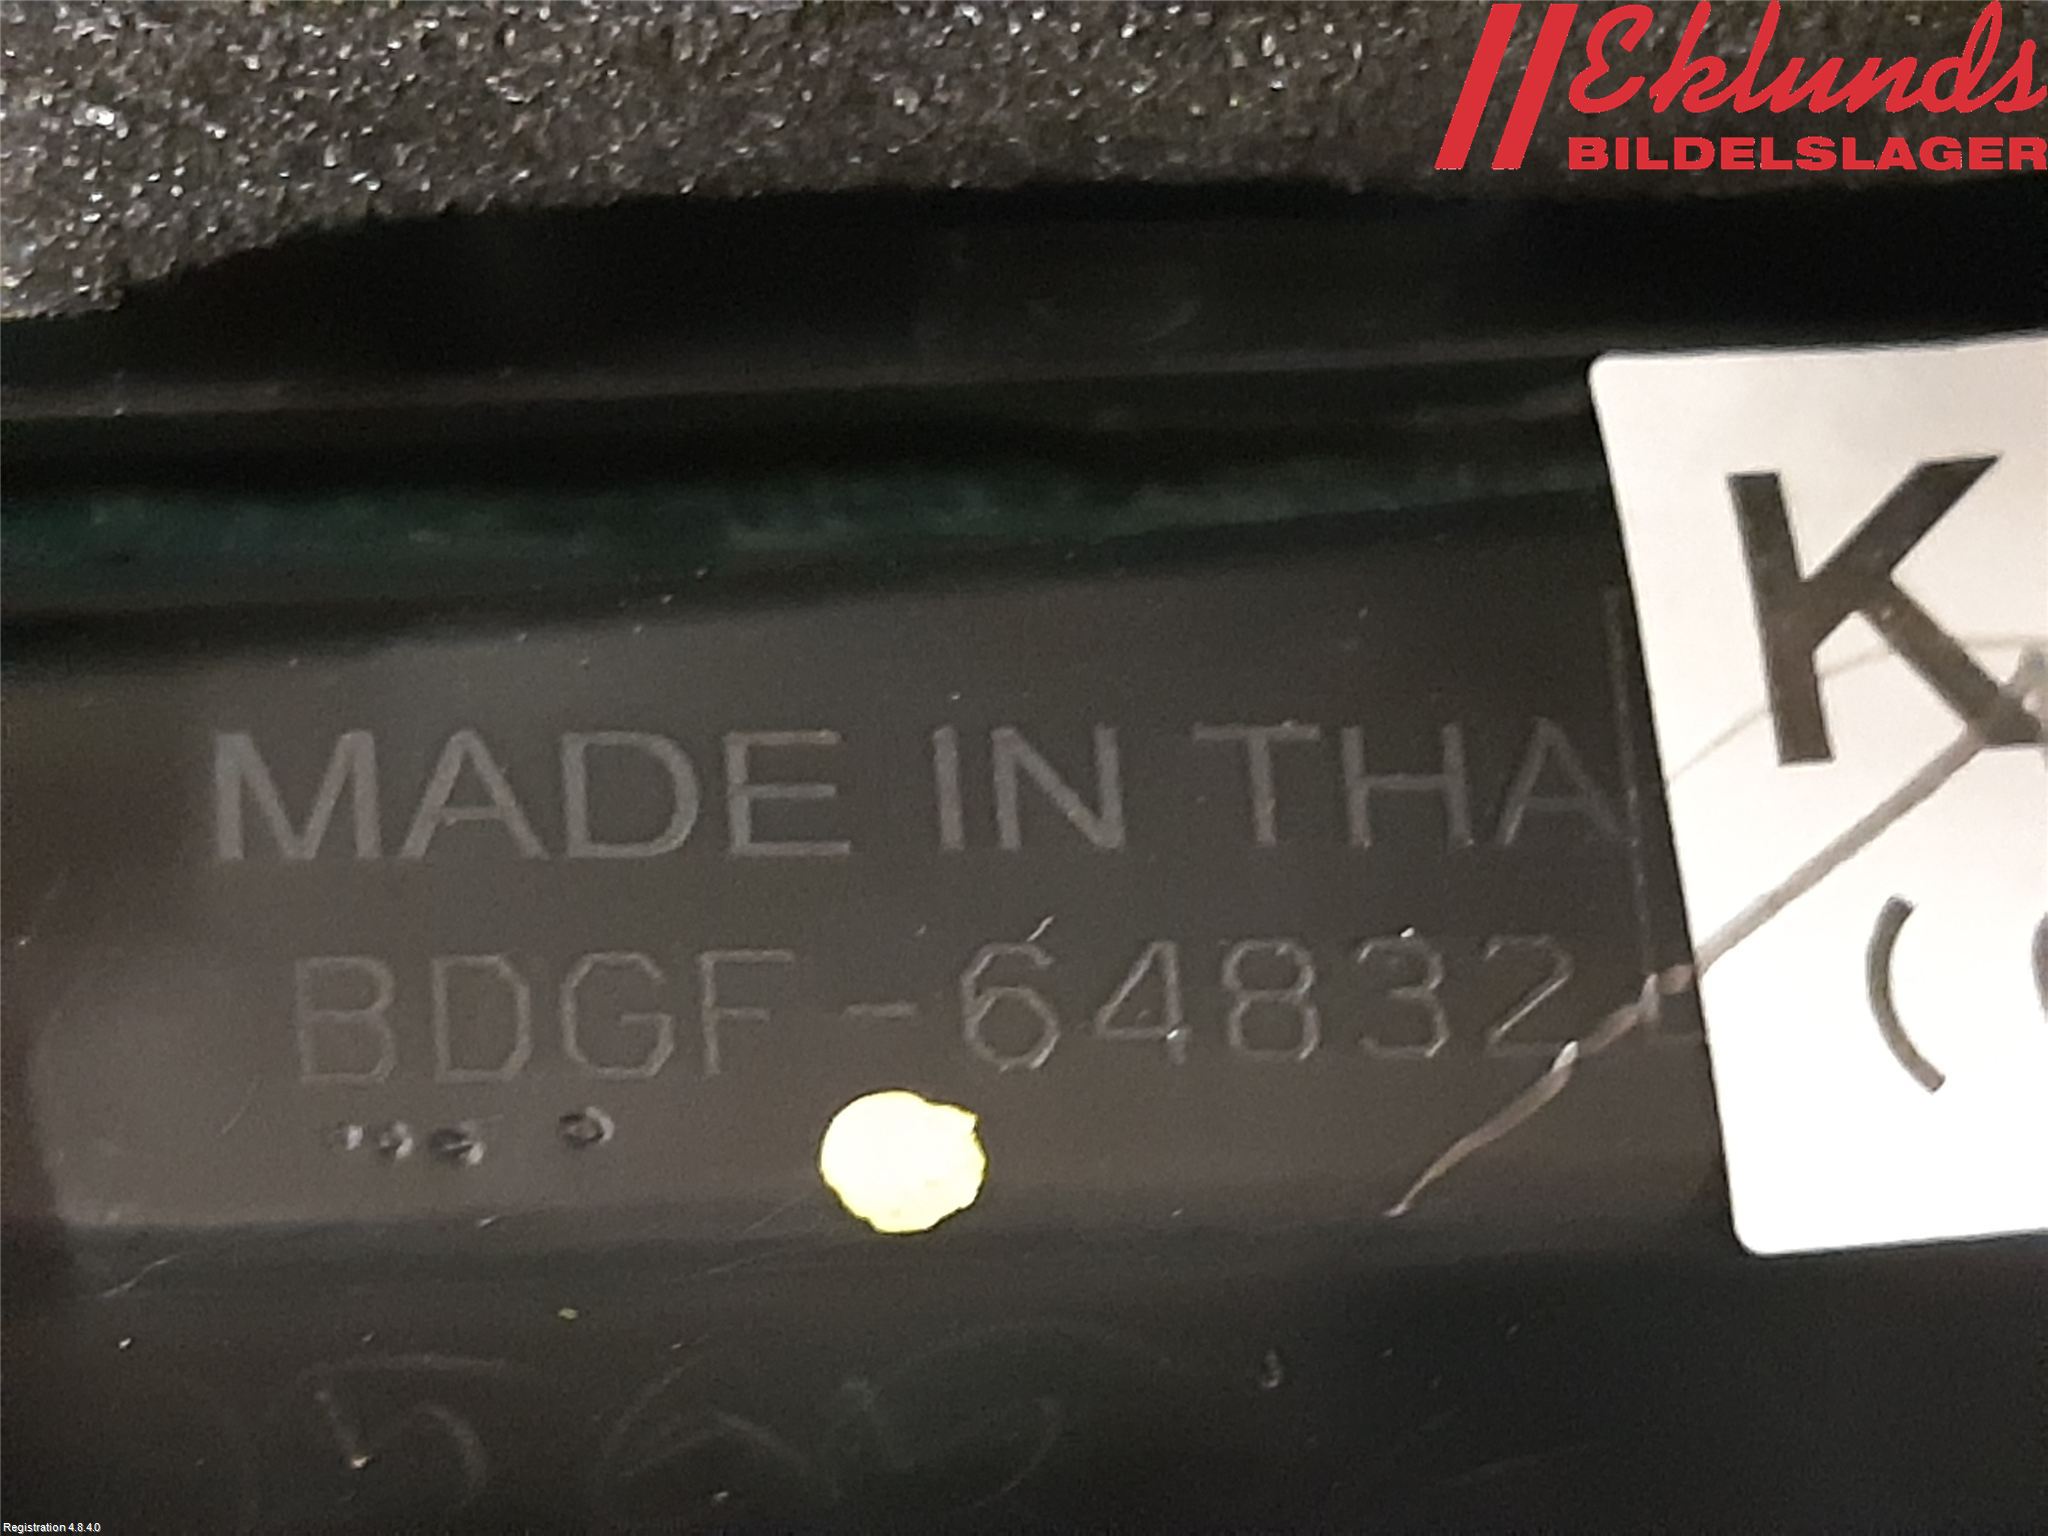 Eklunds
BILDELSLAGER
K
MADE IN THA
BDGF-64832
(
Registration 4.8.4.0